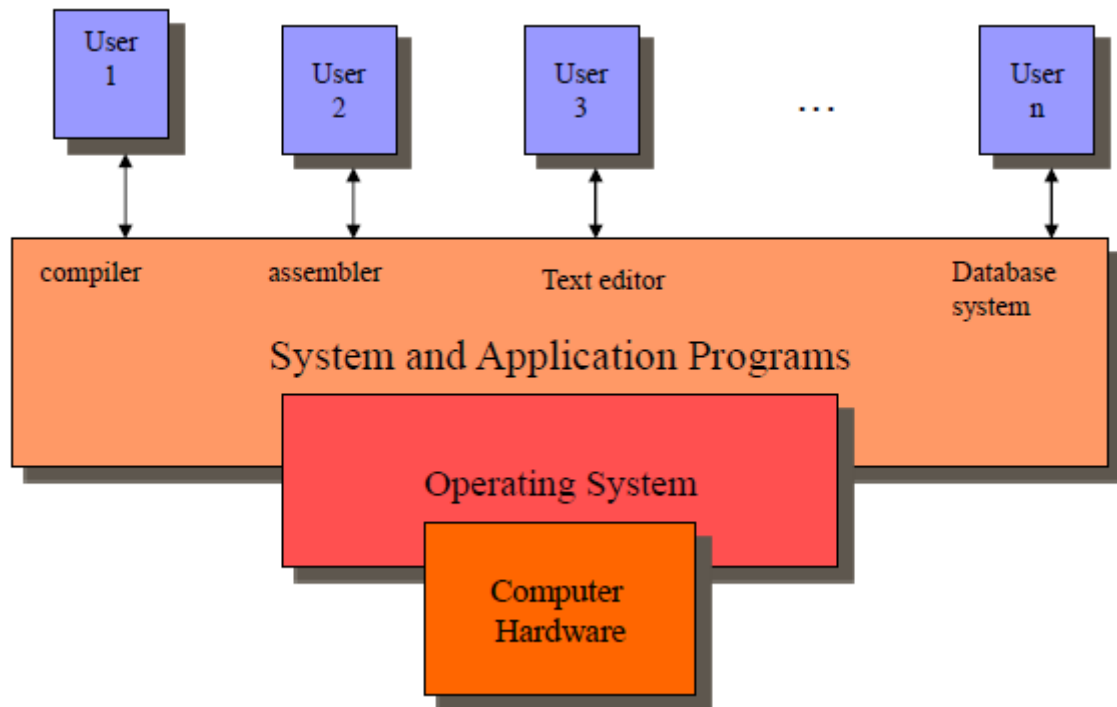 User
1
User
2
User
3
...
User
n
compiler
assembler
Text editor
Database
system
System and Application Programs
Operating System
Computer
Hardware